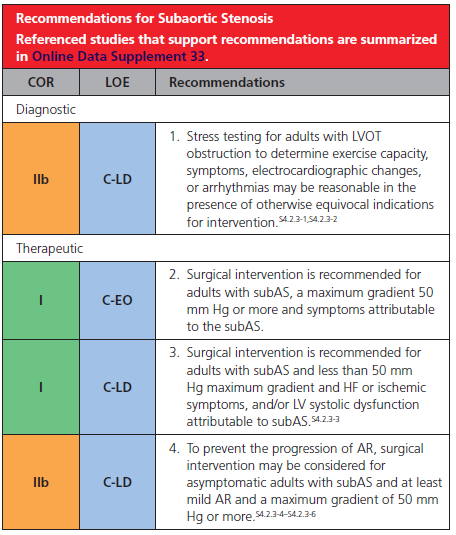 Recommendations for Subaortic Stenosis
Referenced studies that support recommendations are summarized
in Online Data Supplement 33.
COR LOE Recommendations
Diagnostic
IIb C-LD 1. Stress testing for adults with LVOT
obstruction to determine exercise capacity,
symptoms, electrocardiographic changes,
or arrhythmias may be reasonable in the
presence of otherwise equivocal indications
for intervention.S4.2.3-1,S4.2.3-2
Therapeutic
I C-EO 2. Surgical intervention is recommended for
adults with subAS, a maximum gradient 50
mm Hg or more and symptoms attributable
to the subAS.
I C-LD 3. Surgical intervention is recommended for
adults with subAS and less than 50 mm
Hg maximum gradient and HF or ischemic
symptoms, and/or LV systolic dysfunction
attributable to subAS.S4.2.3-3
IIb C-LD 4. To prevent the progression of AR, surgical
intervention may be considered for
asymptomatic adults with subAS and at least
mild AR and a maximum gradient of 50 mm
Hg or more.S4.2.3-4–S4.2.3-6